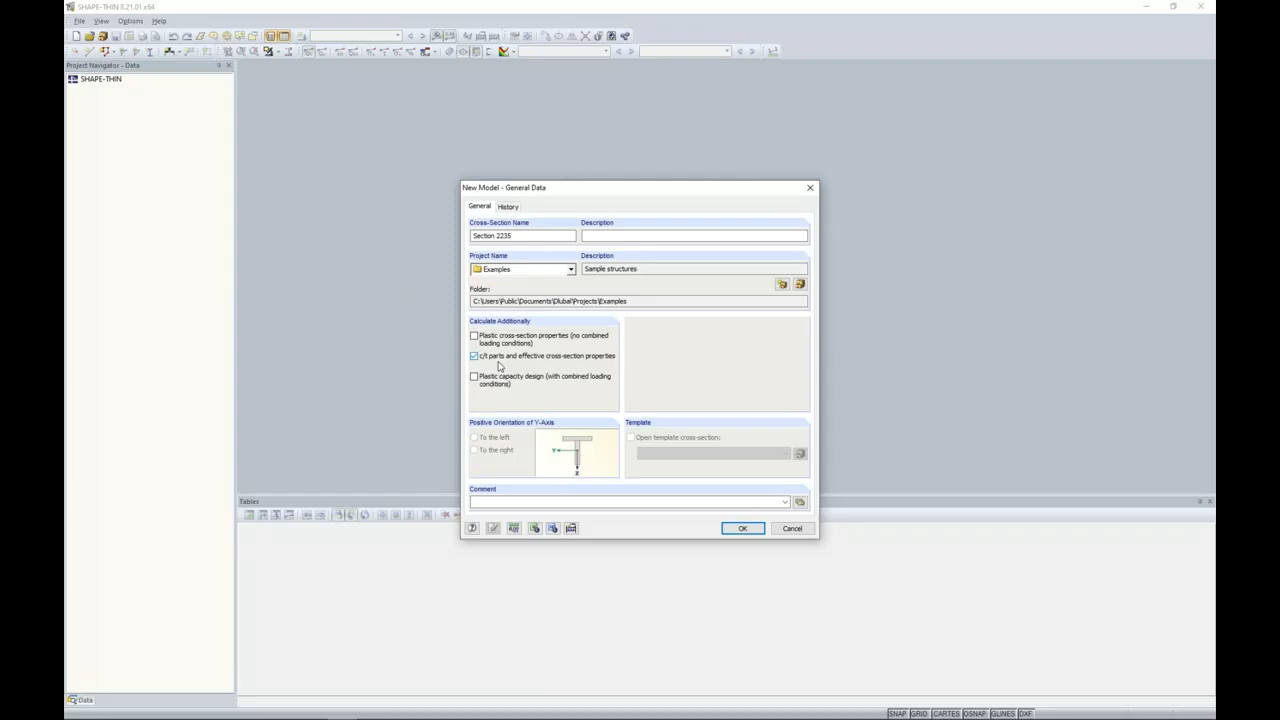 SHAPE-THIN 8.21.01 x64
File View Options Help
Project Navigator - Data
SHAPE-THIN
New Model - General Data
General History
Cross-Section Name Description
Section 2235
Project Name Description
Examples Sample structures
Folder:
C:\Users\Public\Documents\Dlubal\Projects\Examples
Calculate Additionally
Plastic cross-section properties (no combined
loading conditions)
c/t parts and effective cross-section properties
Plastic capacity design (with combined loading
conditions)
Positive Orientation of Y-Axis Template
To the left Open template cross-section:
To the right
Y
Z
Comment
Tables
OK Cancel
Data
SNAP GRID CARTES OSNAP GLINES DXF